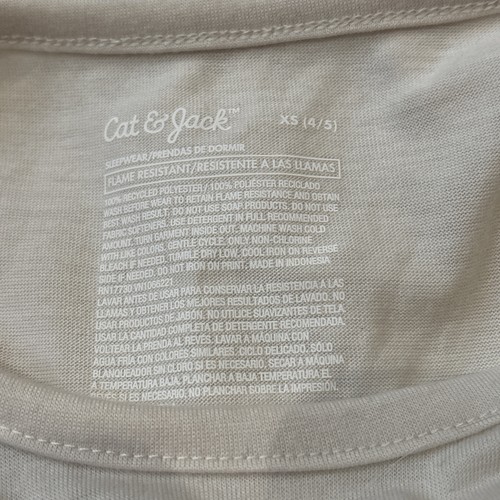 Cat & Jack™ XS (4/5)
SLEEPWEAR/PRENDAS DE DORMIR
FLAME RESISTANT/RESISTENTE A LAS LLAMAS
100% RECYCLED POLYESTER / 100% POLIÉSTER RECICLADO
WASH BEFORE WEAR TO RETAIN FLAME RESISTANCE AND OBTAIN
BEST WASH RESULT. DO NOT USE SOAP PRODUCTS. DO NOT USE
FABRIC SOFTENERS. USE DETERGENT IN FULL RECOMMENDED
AMOUNT. TURN GARMENT INSIDE OUT. MACHINE WASH COLD
WITH LIKE COLORS. GENTLE CYCLE. ONLY NON-CHLORINE
BLEACH IF NEEDED. TUMBLE DRY LOW. COOL IRON ON REVERSE
SIDE IF NEEDED. DO NOT IRON ON PRINT. MADE IN INDONESIA
RN17730 VN1066221
LAVAR ANTES DE USAR PARA CONSERVAR LA RESISTENCIA A LAS
LLAMAS Y OBTENER LOS MEJORES RESULTADOS DE LAVADO. NO
USAR PRODUCTOS DE JABÓN. NO UTILICE SUAVIZANTES DE TELA
USAR LA CANTIDAD COMPLETA DE DETERGENTE RECOMENDADA.
VOLTEAR LA PRENDA AL REVÉS. LAVAR A MÁQUINA CON
AGUA FRÍA CON COLORES SIMILARES. CICLO DELICADO. SÓLO
BLANQUEADOR SIN CLORO SI ES NECESARIO. SECAR A MÁQUINA
A TEMPERATURA BAJA. PLANCHAR A BAJA TEMPERATURA EL
SI ES NECESARIO. NO PLANCHAR SOBRE LA IMPRESIÓN.